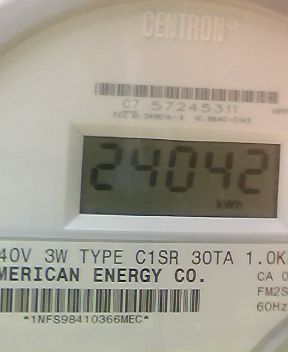 CENTRON®
C7 57245311
24042
kWh
40V 3W TYPE C1SR 30TA 1.0K
MERICAN ENERGY CO.
CA 0
FM2S
60Hz
*1NFS98410366MEC*